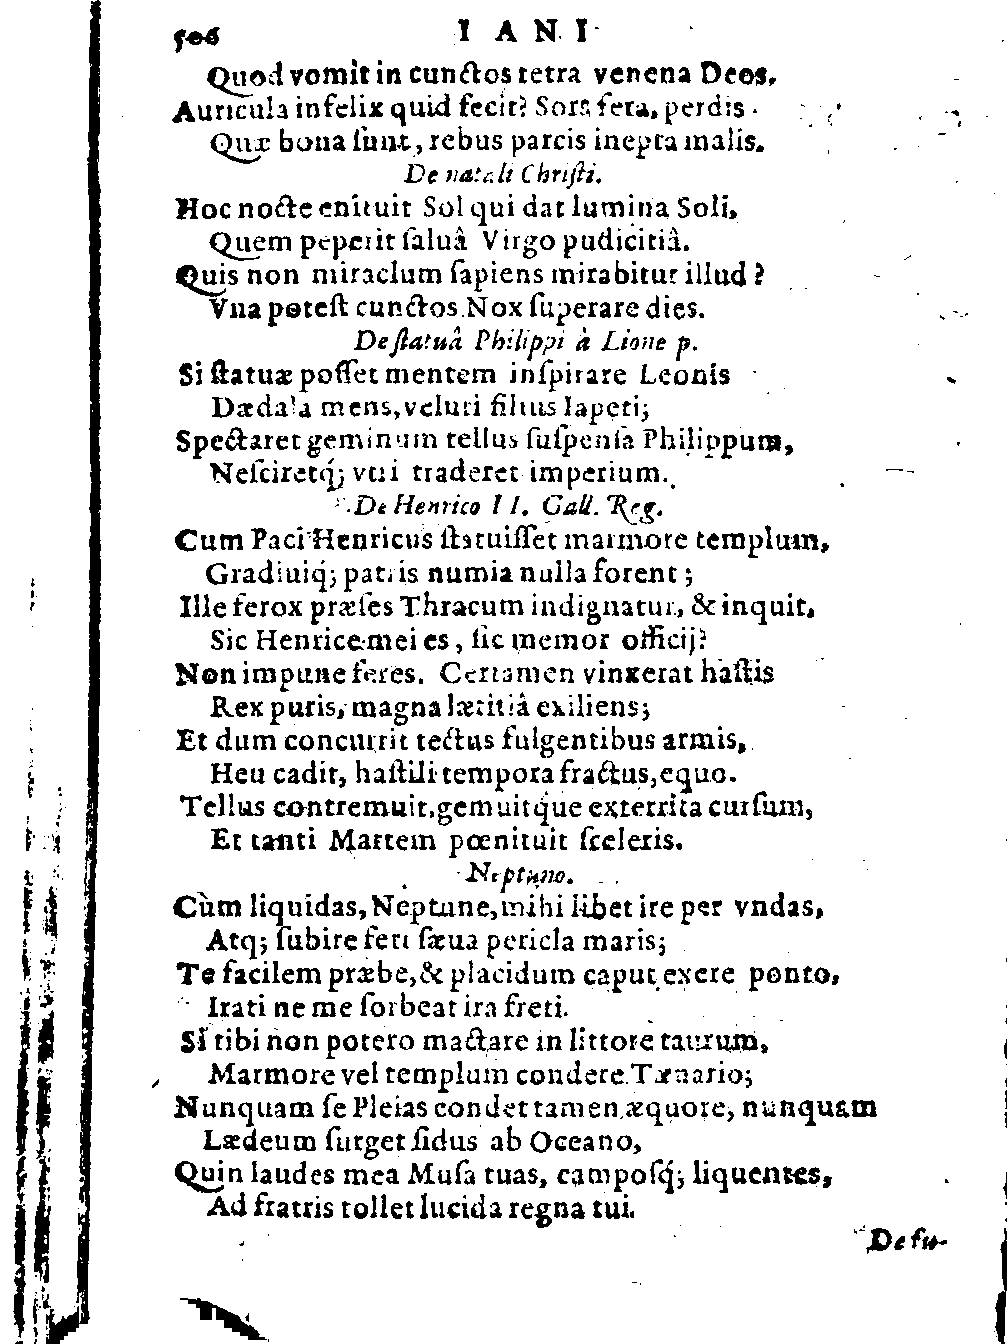 506 IANI
Quod vomit in cunctos tetra venena Deos.
Auricula infelix quid fecit? Sors fera, perdis
Quæ bona ſunt, rebus parcis inepta malis.
De natali Chriſti.
Hoc nocte enituit Sol qui dat lumina Soli,
Quem peperit ſaluâ Virgo pudicitiâ.
Quis non miraclum ſapiens mirabitur illud?
Vna poteſt cunctos Nox ſuperare dies.
De ſtatuâ Philippi à Lione p.
Si ſtatuæ poſſet mentem inſpirare Leonis
Dædala mens, veluti filius Iapeti;
Spectaret geminum tellus ſuſpenſa Philippum,
Neſciretq́; vtri traderet imperium.
De Henrico II. Gall. Reg.
Cum Paci Henricus ſtatuiſſet marmore templum,
Gradiuiq́; patris numia nulla forent;
Ille ferox præſes Thracum indignatur, & inquit,
Sic Henrice mei es, ſic memor officij?
Non impune feres. Certamen vinxerat haſtis
Rex puris, magna lætitiâ exiliens;
Et dum concurrit tectus fulgentibus armis,
Heu cadit, haſtili tempora fractus, equo.
Tellus contremuit, gemuitq́ue exterrita curſum,
Et tanti Martem pœnituit ſceleris.
Neptuno.
Cùm liquidas, Neptune, mihi libet ire per vndas,
Atq; ſubire feri ſæua pericla maris;
Te facilem præbe, & placidum caput exere ponto,
Irati ne me ſorbeat ira freti.
Si tibi non potero mactare in littore taurum,
Marmore vel templum condere Tænario;
Nunquam ſe Pleias condet tamen æquore, nunquam
Lædeum ſurget ſidus ab Oceano,
Quin laudes mea Muſa tuas, campoſq́; liquentes,
Ad fratris tollet lucida regna tui.
De fu-